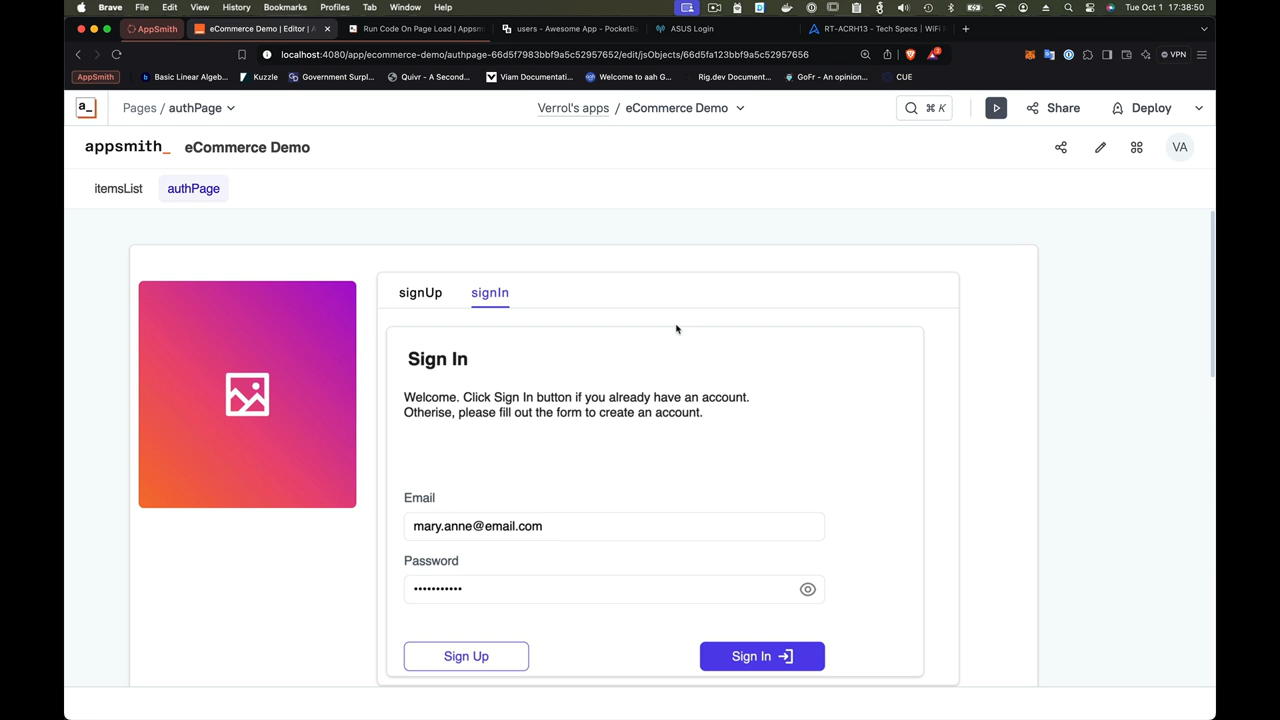 Brave File Edit View History Bookmarks Profiles Tab Window Help Tue Oct 1 17:38:50
AppSmith eCommerce Demo | Editor | Run Code On Page Load | Appsm users - Awesome App - PocketBa ASUS Login RT-ACRH13 - Tech Specs | WiFi R
localhost:4080/app/ecommerce-demo/authpage-66d5f7983bbf9a5c52957652/edit/jsObjects/66d5fa123bbf9a5c52957656 2 VPN
AppSmith Basic Linear Algeb... Kuzzle Government Surpl... Quivr - A Second... Viam Documentati... Welcome to aah G... Rig.dev Document... GoFr - An opinion... CUE
a_ Pages / authPage Verrol's apps / eCommerce Demo ⌘ K Share Deploy
appsmith_ eCommerce Demo VA
itemsList authPage
signUp signIn
Sign In
Welcome. Click Sign In button if you already have an account.
Otherise, please fill out the form to create an account.
Email
mary.anne@email.com
Password
•••••••••••
Sign Up Sign In